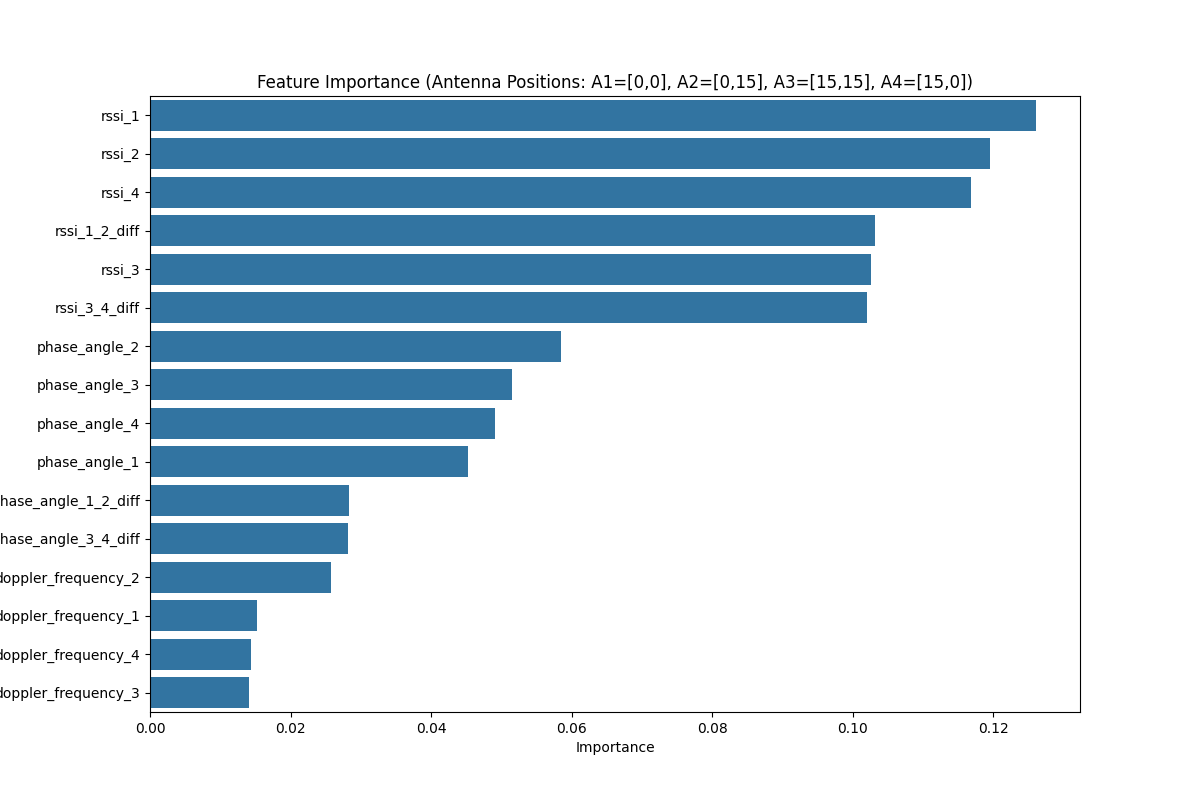 Feature Importance (Antenna Positions: A1=[0,0], A2=[0,15], A3=[15,15], A4=[15,0])
rssi_1
rssi_2
rssi_4
rssi_1_2_diff
rssi_3
rssi_3_4_diff
phase_angle_2
phase_angle_3
phase_angle_4
phase_angle_1
hase_angle_1_2_diff
hase_angle_3_4_diff
doppler_frequency_2
doppler_frequency_1
doppler_frequency_4
doppler_frequency_3
0.00 0.02 0.04 0.06 0.08 0.10 0.12
Importance